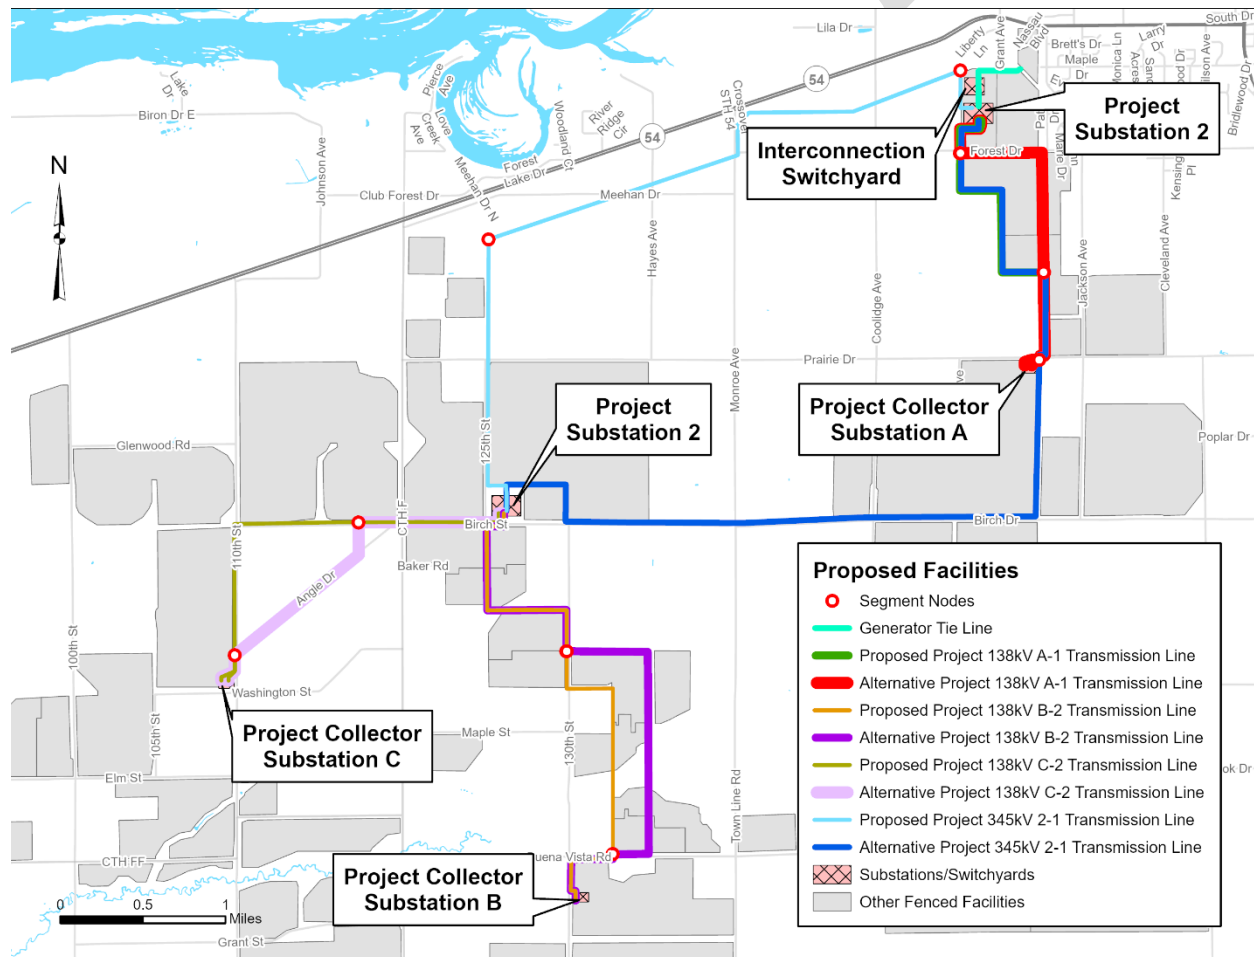 South Dr
Lila Dr
Liberty
Ln
Grant Ave
Nassau
Blvd
Brett's Dr
Maple
Dr
Monica Ln
Larry
Dr
Bridlewood Dr
54
Lake
Dr
Biron Dr E
Pierce
Ave
Love
Creek
Ave
Woodland Ct
River
Ridge
Cir
54
Crossover
STH 54
Project
Substation 2
Interconnection
Switchyard
Forest Dr
Marie Dr
Forest
Lake Dr
Meehan Dr N
Meehan Dr
Club Forest Dr
Johnson Ave
N
Hayes Ave
Coolidge Ave
Jackson Ave
Cleveland Ave
Prairie Dr
Monroe Ave
Project Collector
Substation A
Project
Substation 2
Glenwood Rd
125th St
Poplar Dr
CTH F
Birch St
Birch Dr
110th St
Baker Rd
Angle Dr
100th St
Washington St
105th St
Project Collector
Substation C
Maple St
130th St
Elm St
Town Line Rd
CTH FF
uena Vista Rd
Project Collector
Substation B
0 0.5 1
Miles
Grant St
ok Dr
Proposed Facilities
Segment Nodes
Generator Tie Line
Proposed Project 138kV A-1 Transmission Line
Alternative Project 138kV A-1 Transmission Line
Proposed Project 138kV B-2 Transmission Line
Alternative Project 138kV B-2 Transmission Line
Proposed Project 138kV C-2 Transmission Line
Alternative Project 138kV C-2 Transmission Line
Proposed Project 345kV 2-1 Transmission Line
Alternative Project 345kV 2-1 Transmission Line
Substations/Switchyards
Other Fenced Facilities